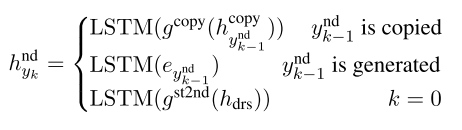 LSTM(g^{copy}(h^{copy}_{y^{nd}_{k-1}})) y^{nd}_{k-1} is copied
h^{nd}_{y_k} = { LSTM(e_{y^{nd}_{k-1}}) y^{nd}_{k-1} is generated
LSTM(g^{st2nd}(h_{drs})) k = 0